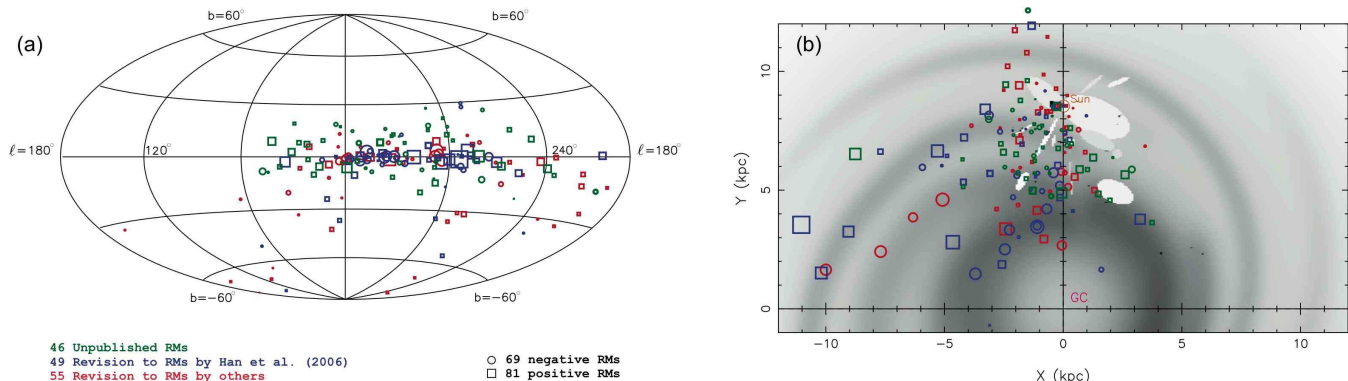 (a)
b=60°
b=60°
ℓ=180°
120°
240°
ℓ=180°
b=−60°
b=−60°
46 Unpublished RMs
49 Revision to RMs by Han et al. (2006)
55 Revision to RMs by others
69 negative RMs
81 positive RMs
(b)
Sun
GC
Y (kpc)
10
5
0
−10
−5
0
5
10
X (kpc)